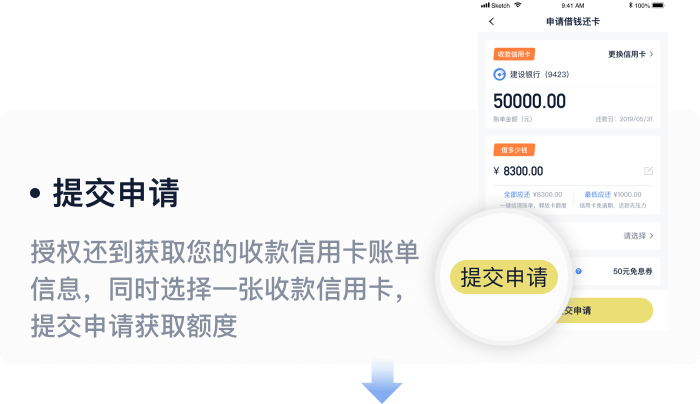 Sketch
9:41 AM
100%
申请借钱还卡
收款信用卡
更换信用卡
建设银行（9423）
50000.00
账单金额（元）
还款日：2019/05/31
借多少钱
¥ 8300.00
全部应还 ¥8300.00
最低应还 ¥1000.00
一键结清账单，释放卡额度
信用卡免逾期，还款无压力
请选择
50元免息券
提交申请
提交申请
• 提交申请
授权还到获取您的收款信用卡账单
信息，同时选择一张收款信用卡，
提交申请获取额度